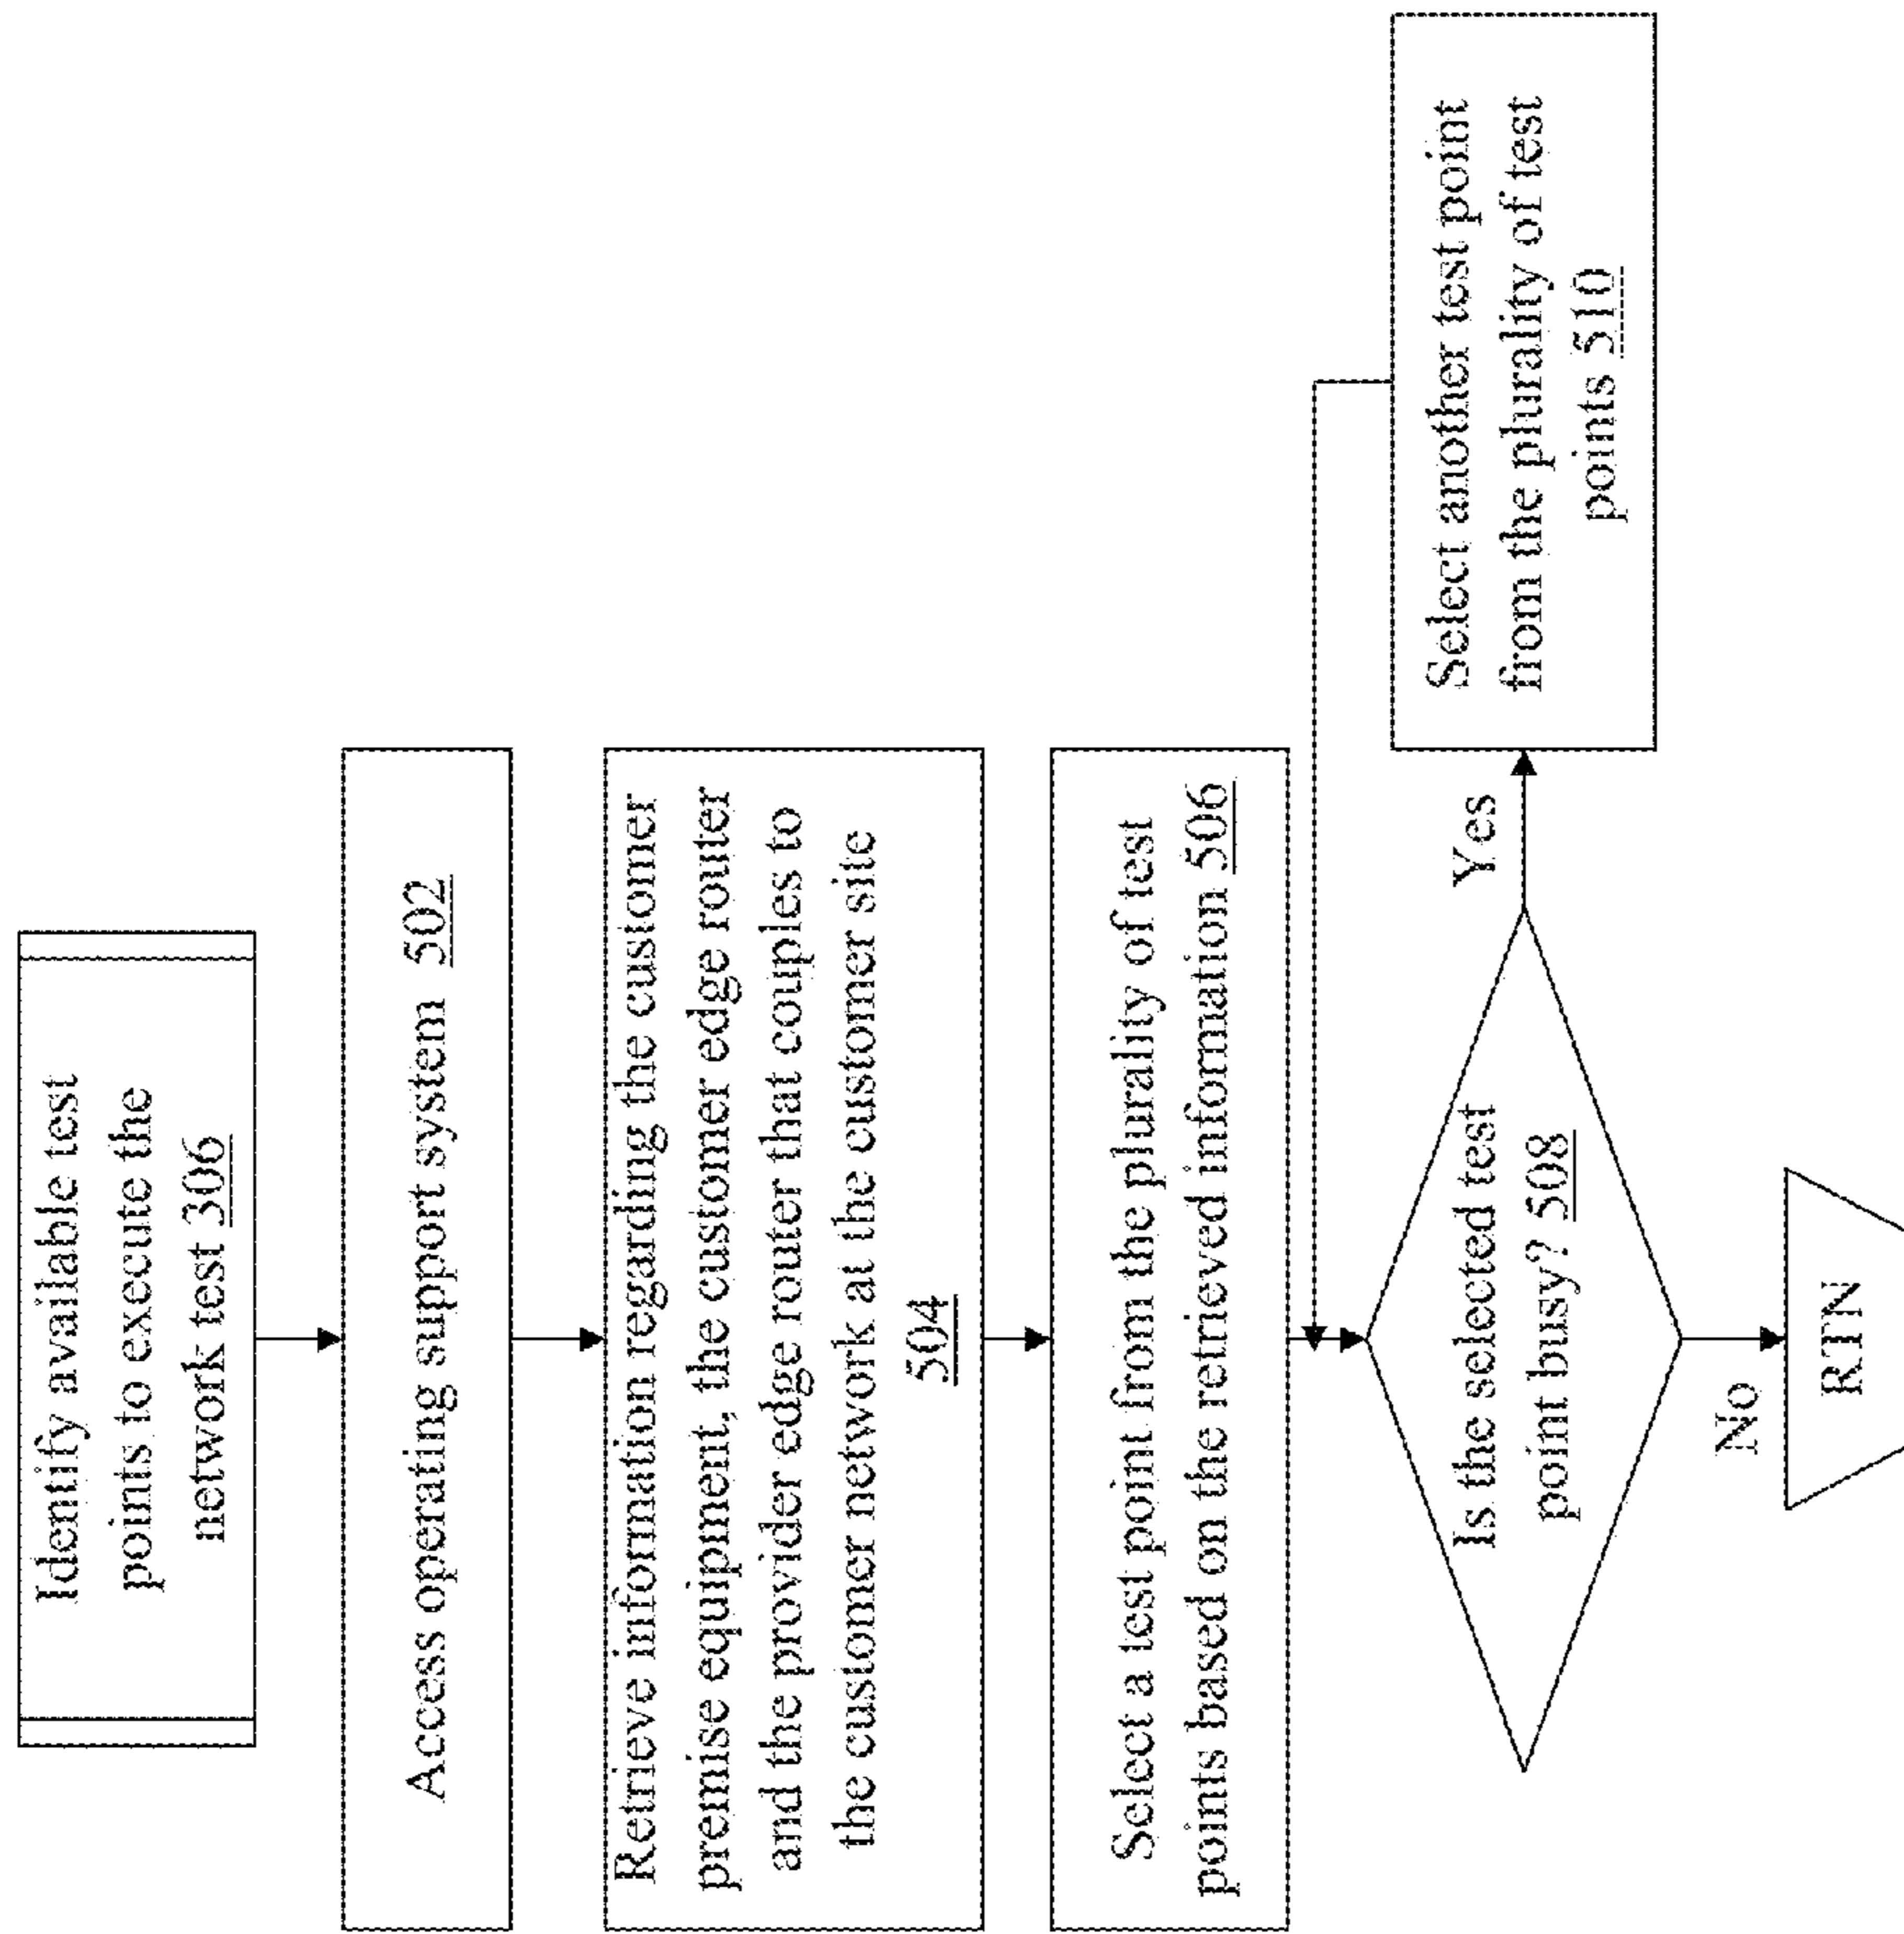 Identify available test
points to execute the
network test 306
Access operating support system 502
Retrieve information regarding the customer
premise equipment, the customer edge router
and the provider edge router that couples to
the customer network at the customer site
504
Select a test point from the plurality of test
points based on the retrieved information 506
Is the selected test
point busy? 508
Yes
Select another test point
from the plurality of test
points 510
No
RTN